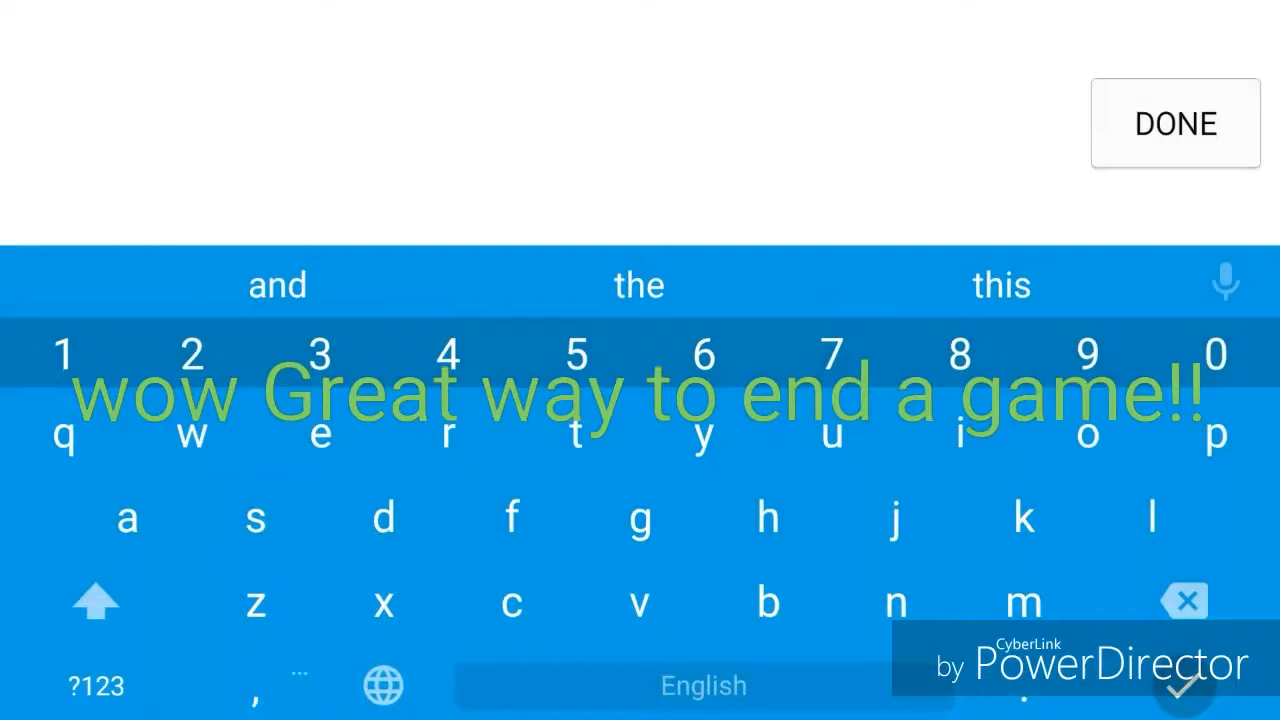 DONE
and the this
1 2 3 4 5 6 7 8 9 0
wow Great way to end a game!!
q w e r t y u i o p
a s d f g h j k l
z x c v b n m
CyberLink
by PowerDirector
?123 , ... English .